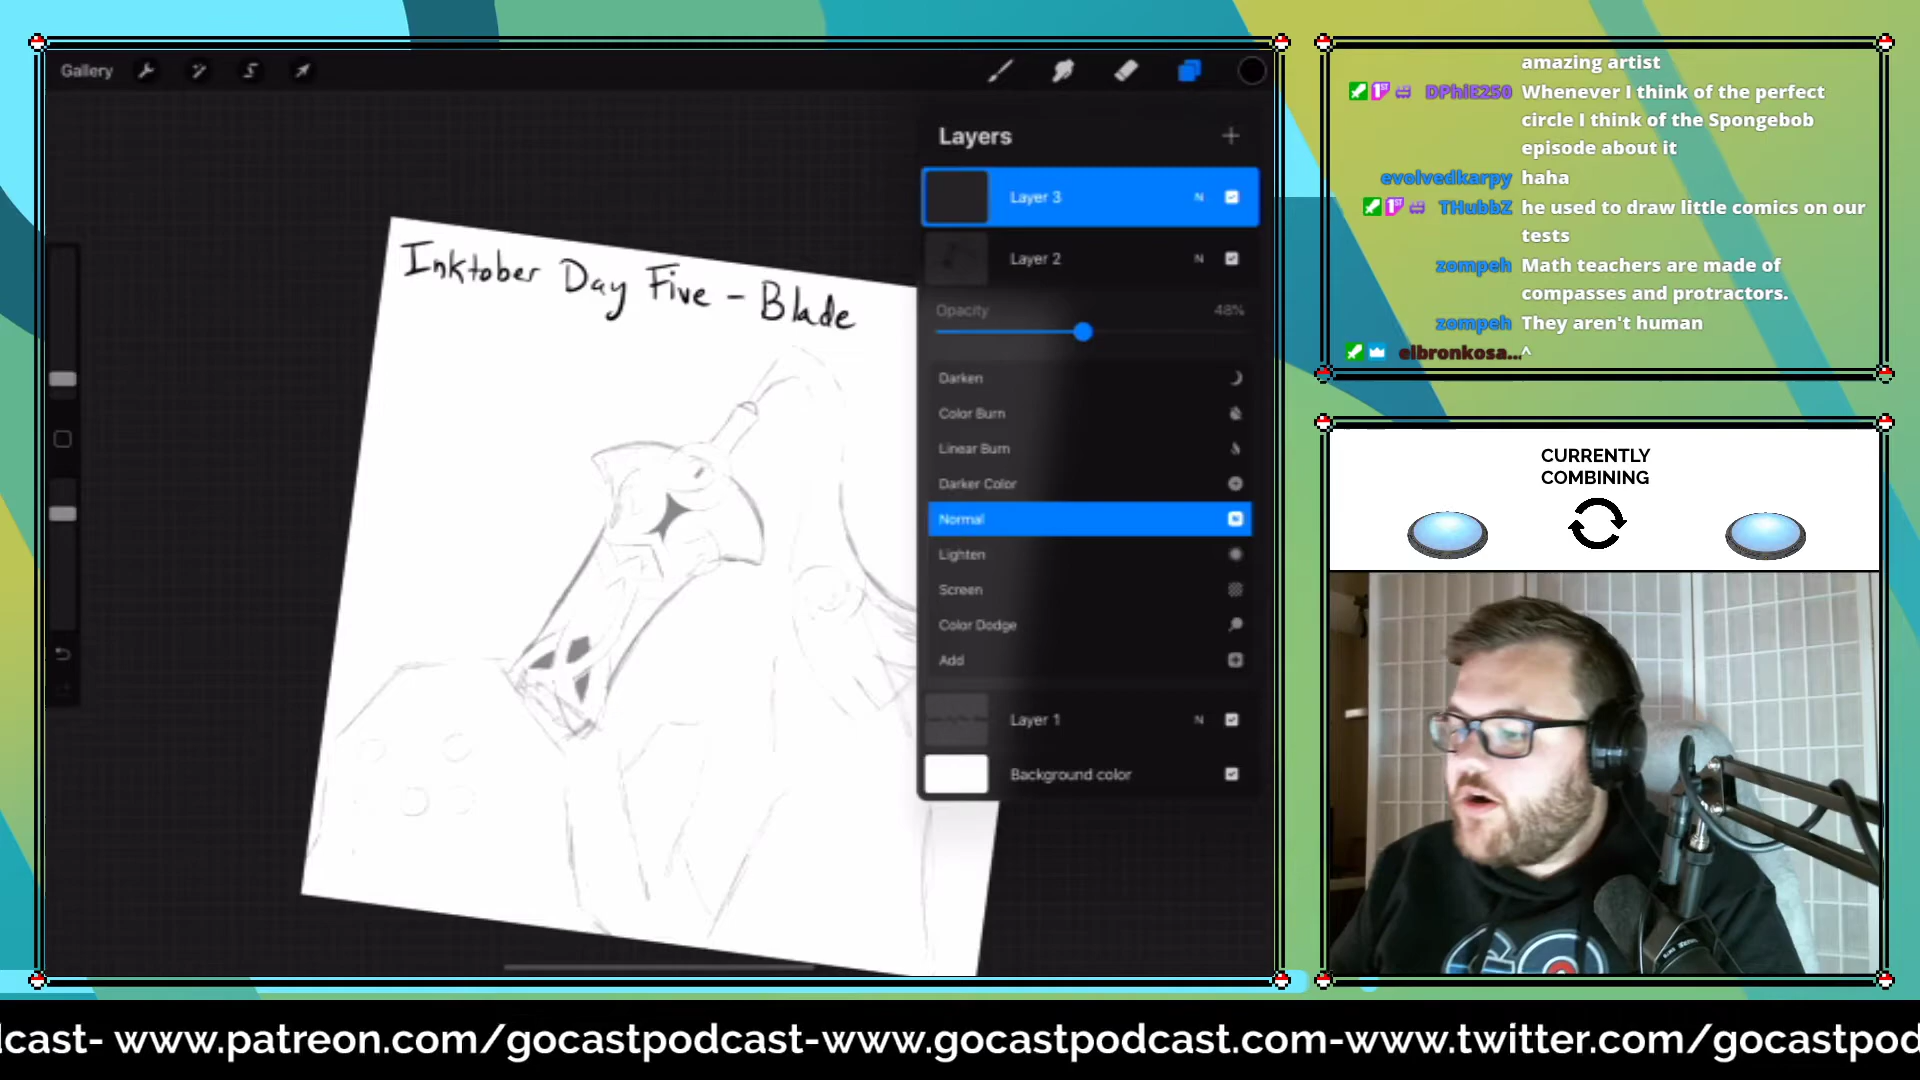 Gallery
Layers
Layer 3
N
Layer 2
N
Opacity
48%
Darken
Color Burn
Linear Burn
Darker Color
Normal
N
Lighten
Screen
Color Dodge
Add
Layer 1
N
Background color
Inktober Day Five - Blade
amazing artist
DPhiE250 Whenever I think of the perfect
circle I think of the Spongebob
episode about it
evolvedkarpy haha
THubbZ he used to draw little comics on our
tests
zompeh Math teachers are made of
compasses and protractors.
zompeh They aren't human
elbronkosa... ^
CURRENTLY
COMBINING
GO
dcast- www.patreon.com/gocastpodcast-www.gocastpodcast.com-www.twitter.com/gocastpod